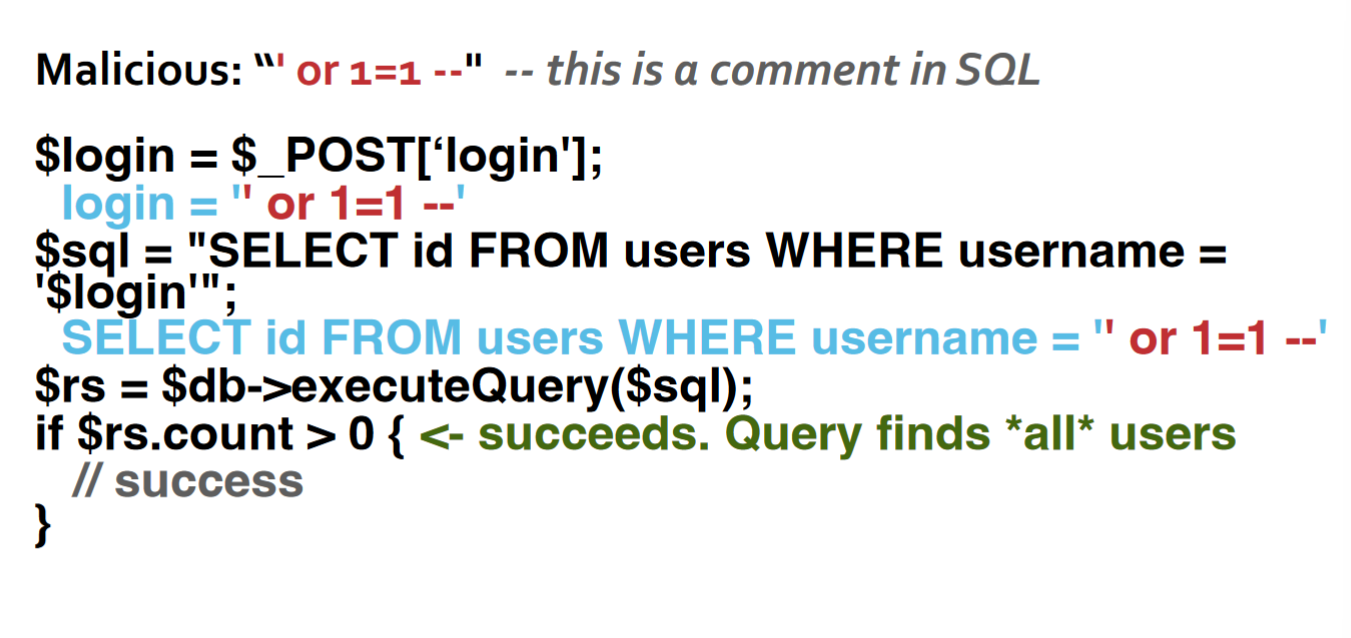 Malicious: “' or 1=1 --" -- this is a comment in SQL
$login = $_POST[‘login'];
login = '' or 1=1 --'
$sql = "SELECT id FROM users WHERE username =
'$login'";
SELECT id FROM users WHERE username = '' or 1=1 --'
$rs = $db->executeQuery($sql);
if $rs.count > 0 { <- succeeds. Query finds *all* users
// success
}